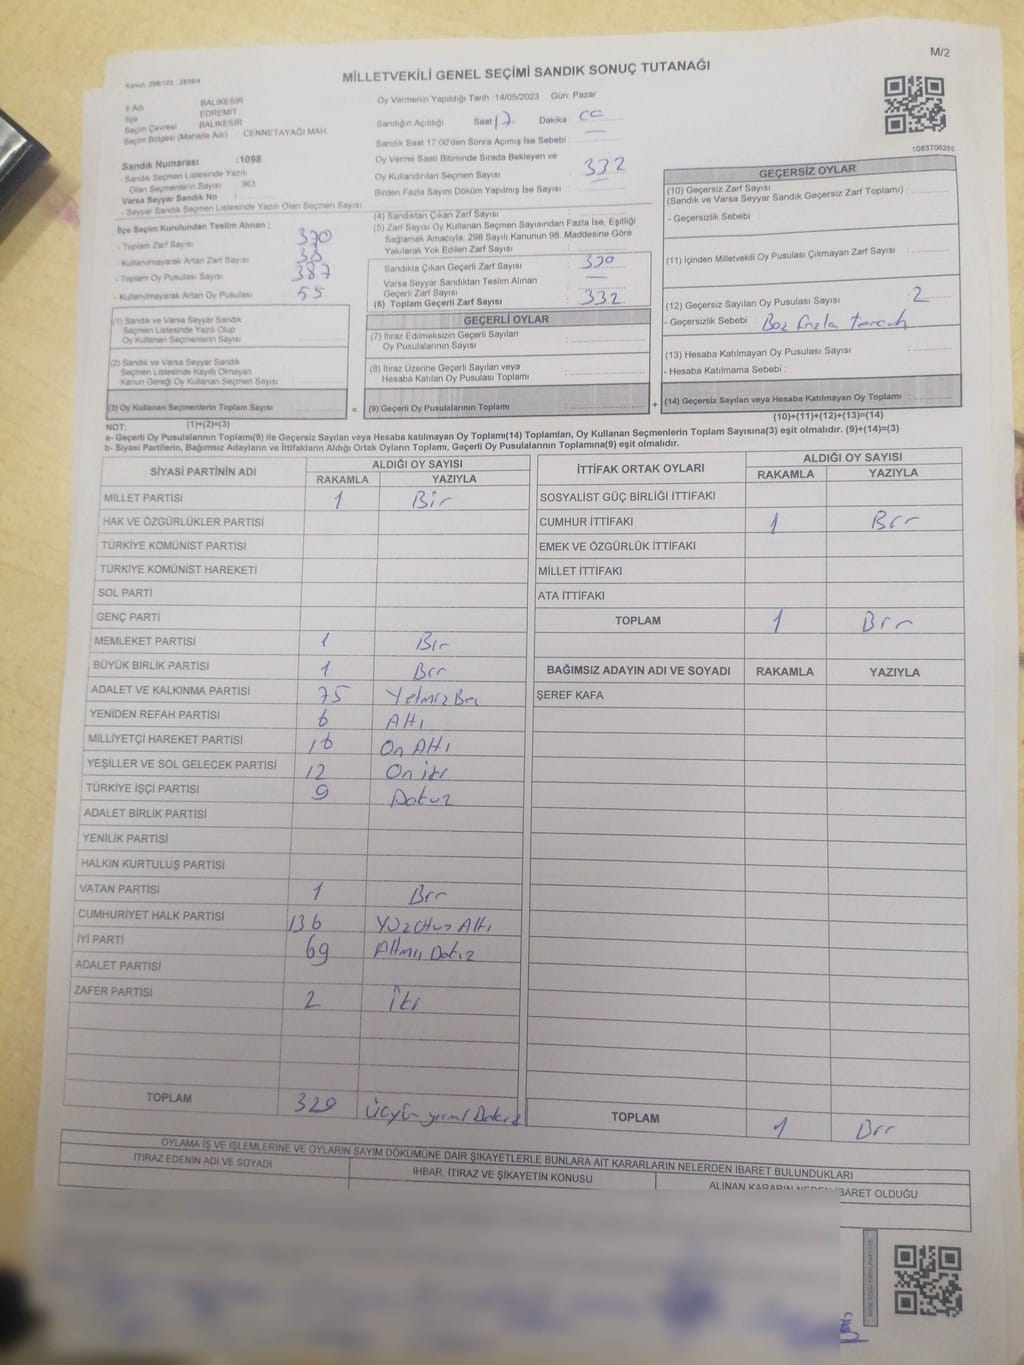 M/2
Kanun: 298/105 , 2839/4
MİLLETVEKİLİ GENEL SEÇİMİ SANDIK SONUÇ TUTANAĞI
İl Adı BALIKESİR
İlçe EDREMİT
Seçim Çevresi BALIKESİR
Seçim Bölgesi (Mahalle Adı) CENNETAYAĞI MAH.
Sandık Numarası :1098
- Sandık Seçmen Listesinde Yazılı
Olan Seçmenlerin Sayısı 363
Varsa Seyyar Sandık No :
- Seyyar Sandık Seçmen Listesinde Yazılı Olan Seçmen Sayısı
İlçe Seçim Kurulundan Teslim Alınan ;
- Toplam Zarf Sayısı 370
- Kullanılmayarak Artan Zarf Sayısı 38
- Toplam Oy Pusulası Sayısı 387
- Kullanılmayarak Artan Oy Pusulası 55
(1) Sandık ve Varsa Seyyar Sandık
Seçmen Listesinde Yazılı Olup
Oy Kullanan Seçmenlerin Sayısı
(2) Sandık ve Varsa Seyyar Sandık
Seçmen Listesinde Kayıtlı Olmayan
Kanun Gereği Oy Kullanan Seçmen Sayısı
(3) Oy Kullanan Seçmenlerin Toplam Sayısı
Oy Vermenin Yapıldığı Tarih :14/05/2023 Gün: Pazar
Sandığın Açıldığı Saat 17 Dakika
Sandık Saat 17:00'den Sonra Açılmış İse Sebebi :
Oy Verme Saati Bitiminde Sırada Bekleyen ve
Oy Kullandırılan Seçmen Sayısı : 332
Birden Fazla Sayım Döküm Yapılmış İse Sayısı :
(4) Sandıktan Çıkan Zarf Sayısı
(5) Zarf Sayısı Oy Kullanan Seçmen Sayısından Fazla İse, Eşitliği
Sağlamak Amacıyla, 298 Sayılı Kanunun 98. Maddesine Göre
Yakılarak Yok Edilen Zarf Sayısı :
Sandıkta Çıkan Geçerli Zarf Sayısı :
Varsa Seyyar Sandıktan Teslim Alınan
Geçerli Zarf Sayısı
(6) Toplam Geçerli Zarf Sayısı : 332
GEÇERLİ OYLAR
(7) İtiraz Edilmeksizin Geçerli Sayılan
Oy Pusulalarının Sayısı :
(8) İtiraz Üzerine Geçerli Sayılan veya
Hesaba Katılan Oy Pusulası Toplamı :
= (9) Geçerli Oy Pusulalarının Toplamı :
1083706255
GEÇERSİZ OYLAR
(10) Geçersiz Zarf Sayısı
(Sandık ve Varsa Seyyar Sandık Geçersiz Zarf Toplamı) :
- Geçersizlik Sebebi :
(11) İçinden Milletvekili Oy Pusulası Çıkmayan Zarf Sayısı :
(12) Geçersiz Sayılan Oy Pusulası Sayısı : 2
- Geçersizlik Sebebi :
(13) Hesaba Katılmayan Oy Pusulası Sayısı :
- Hesaba Katılmama Sebebi :
+ (14) Geçersiz Sayılan veya Hesaba Katılmayan Oy Toplamı :
NOT: (1)+(2)=(3) (10)+(11)+(12)+(13)=(14)
a- Geçerli Oy Pusulalarının Toplamı(9) ile Geçersiz Sayılan veya Hesaba katılmayan Oy Toplamı(14) Toplamları, Oy Kullanan Seçmenlerin Toplam Sayısına(3) eşit olmalıdır. (9)+(14)=(3)
b- Siyasi Partilerin, Bağımsız Adayların ve İttifakların Aldığı Ortak Oyların Toplamı, Geçerli Oy Pusulalarının Toplamına(9) eşit olmalıdır.
SİYASİ PARTİNİN ADI ALDIĞI OY SAYISI
RAKAMLA YAZIYLA
MİLLET PARTİSİ 1 Bir
HAK VE ÖZGÜRLÜKLER PARTİSİ
TÜRKİYE KOMÜNİST PARTİSİ
TÜRKİYE KOMÜNİST HAREKETİ
SOL PARTİ
GENÇ PARTİ
MEMLEKET PARTİSİ 1 Bir
BÜYÜK BİRLİK PARTİSİ 1 Bir
ADALET VE KALKINMA PARTİSİ 75 Yetmiş Beş
YENİDEN REFAH PARTİSİ 6 Altı
MİLLİYETÇİ HAREKET PARTİSİ 16 On Altı
YEŞİLLER VE SOL GELECEK PARTİSİ 12 On iki
TÜRKİYE İŞÇİ PARTİSİ 9 Dokuz
ADALET BİRLİK PARTİSİ
YENİLİK PARTİSİ
HALKIN KURTULUŞ PARTİSİ
VATAN PARTİSİ 1 Bir
CUMHURİYET HALK PARTİSİ 136 Yüz Otuz Altı
İYİ PARTİ 69 Altmış Dokuz
ADALET PARTİSİ
ZAFER PARTİSİ 2 İki
TOPLAM 329 Üçyüz yirmi Dokuz
İTTİFAK ORTAK OYLARI ALDIĞI OY SAYISI
RAKAMLA YAZIYLA
SOSYALİST GÜÇ BİRLİĞİ İTTİFAKI
CUMHUR İTTİFAKI 1 Bir
EMEK VE ÖZGÜRLÜK İTTİFAKI
MİLLET İTTİFAKI
ATA İTTİFAKI
TOPLAM 1 Bir
BAĞIMSIZ ADAYIN ADI VE SOYADI RAKAMLA YAZIYLA
ŞEREF KAFA
TOPLAM 1 Bir
OYLAMA İŞ VE İŞLEMLERİNE VE OYLARIN SAYIM DÖKÜMÜNE DAİR ŞİKAYETLERLE BUNLARA AİT KARARLARIN NELERDEN İBARET BULUNDUKLARI
İTİRAZ EDENİN ADI VE SOYADI İHBAR, İTİRAZ VE ŞİKAYETİN KONUSU ALINAN KARARIN NEDEN İBARET OLDUĞU